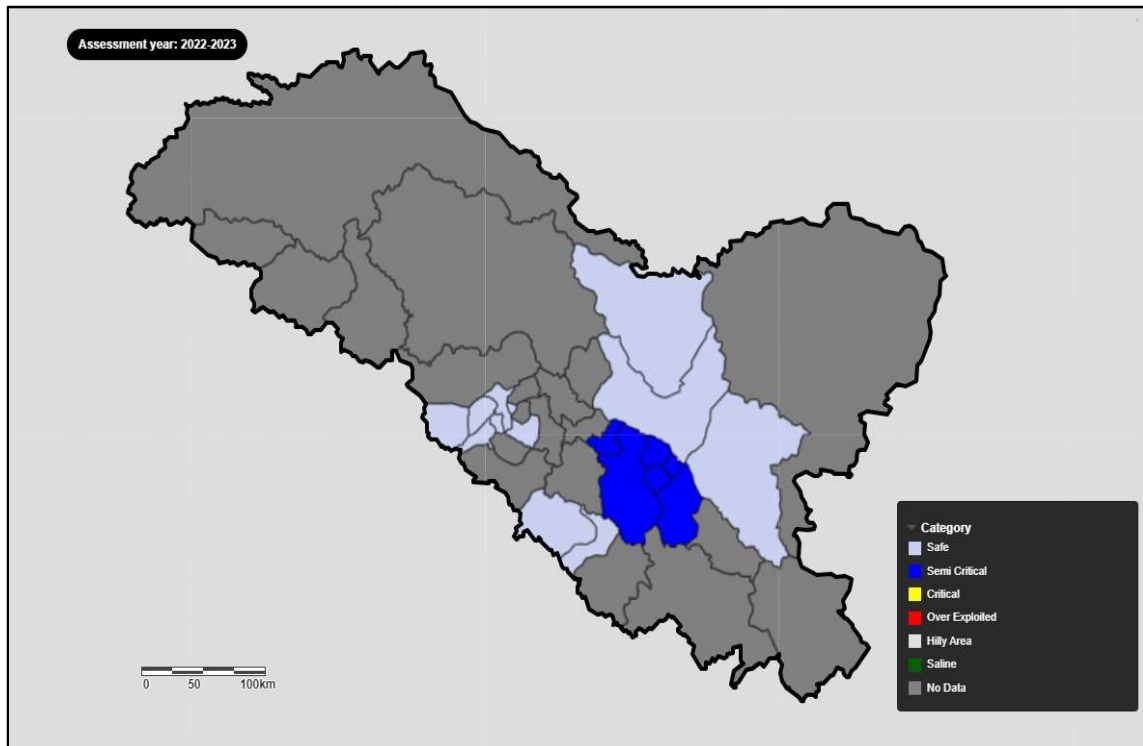 Assessment year: 2022-2023
Category
Safe
Semi Critical
Critical
Over Exploited
Hilly Area
Saline
No Data
0 50 100km